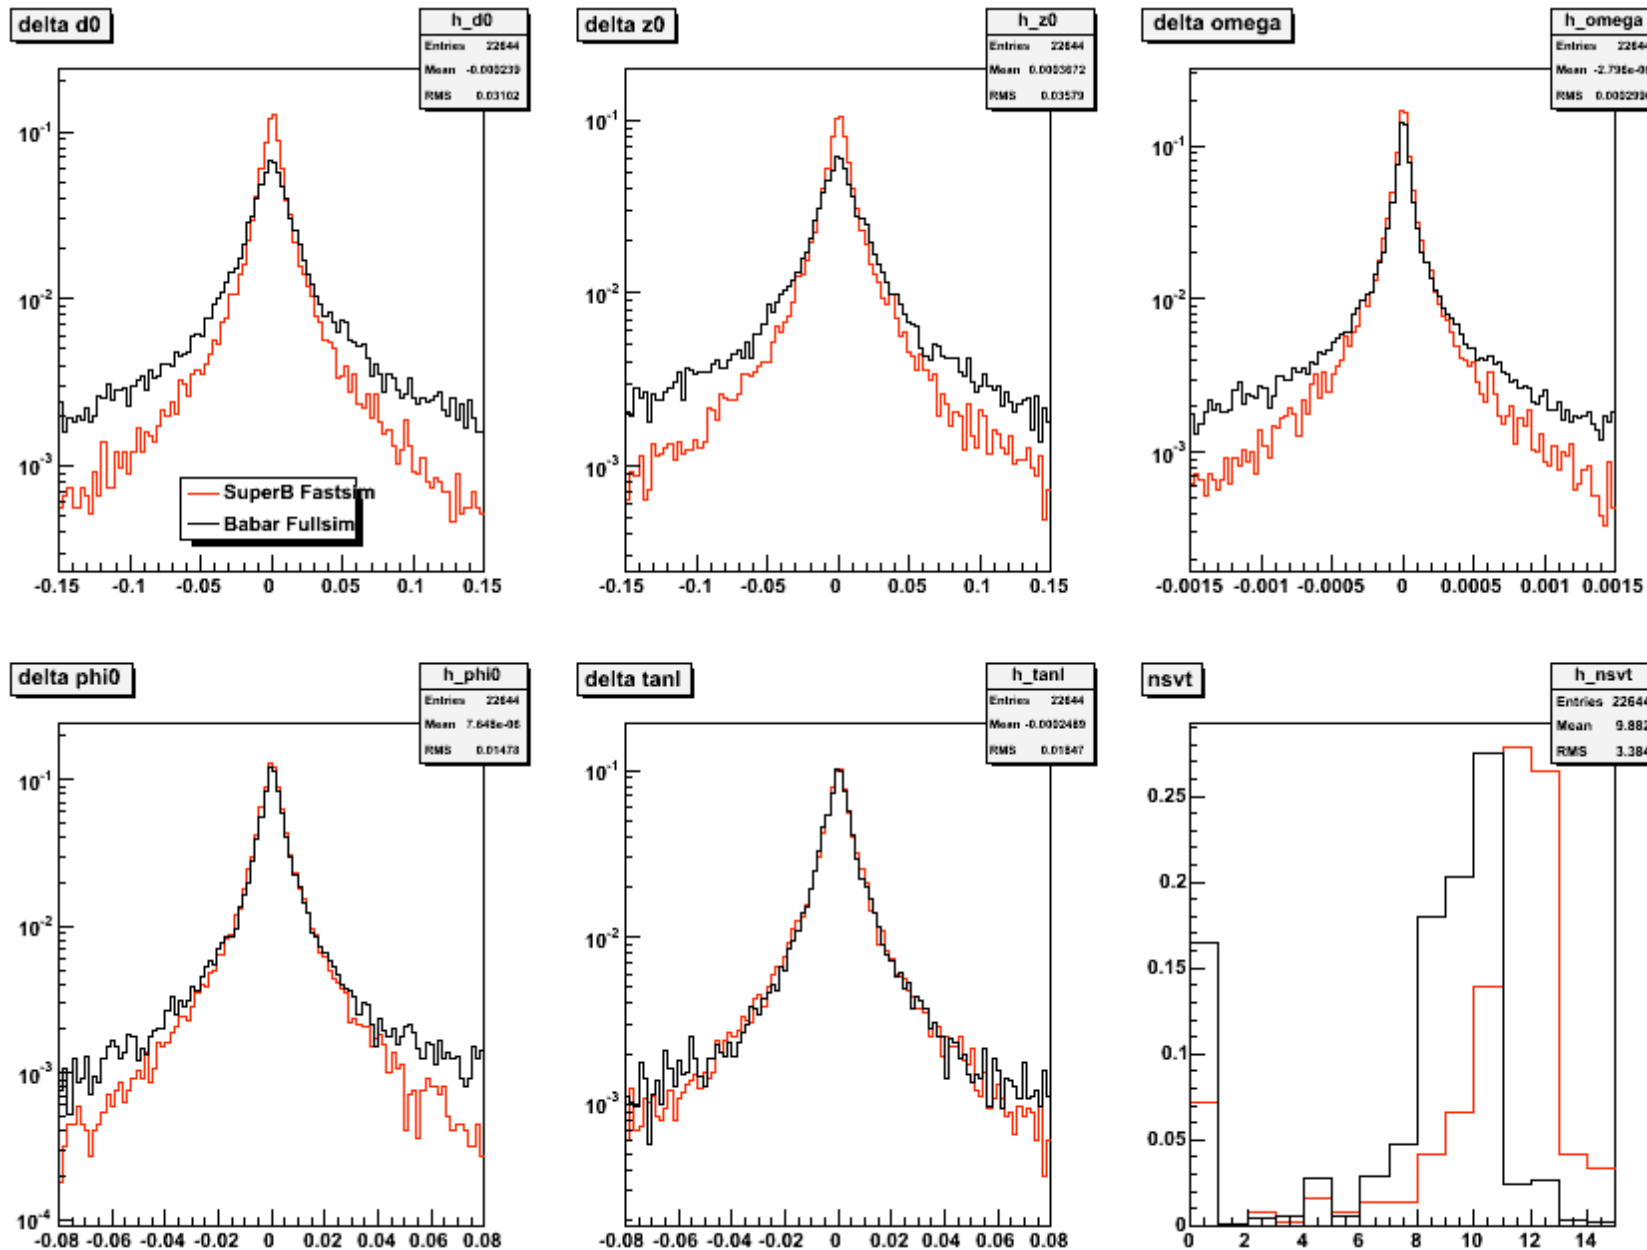 delta d0
h_d0
Entries 22644
Mean -0.000239
RMS 0.03102
10^-1
10^-2
10^-3
SuperB Fastsim
Babar Fullsim
-0.15 -0.1 -0.05 0 0.05 0.1 0.15
delta z0
h_z0
Entries 22644
Mean 0.0003672
RMS 0.03579
10^-1
10^-2
10^-3
-0.15 -0.1 -0.05 0 0.05 0.1 0.15
delta omega
h_omega
Entries 22644
Mean
RMS
10^-1
10^-2
10^-3
-0.0015 -0.001 -0.0005 0 0.0005 0.001 0.0015
delta phi0
h_phi0
Entries 22644
Mean 7.648e-06
RMS 0.01478
10^-1
10^-2
10^-3
10^-4
-0.08 -0.06 -0.04 -0.02 0 0.02 0.04 0.06 0.08
delta tanl
h_tanl
Entries 22644
Mean -0.0002489
RMS 0.01847
10^-1
10^-2
10^-3
-0.08 -0.06 -0.04 -0.02 0 0.02 0.04 0.06 0.08
nsvt
h_nsvt
Entries 22644
Mean 9.882
RMS 3.384
0.25
0.2
0.15
0.1
0.05
0
0 2 4 6 8 10 12 14